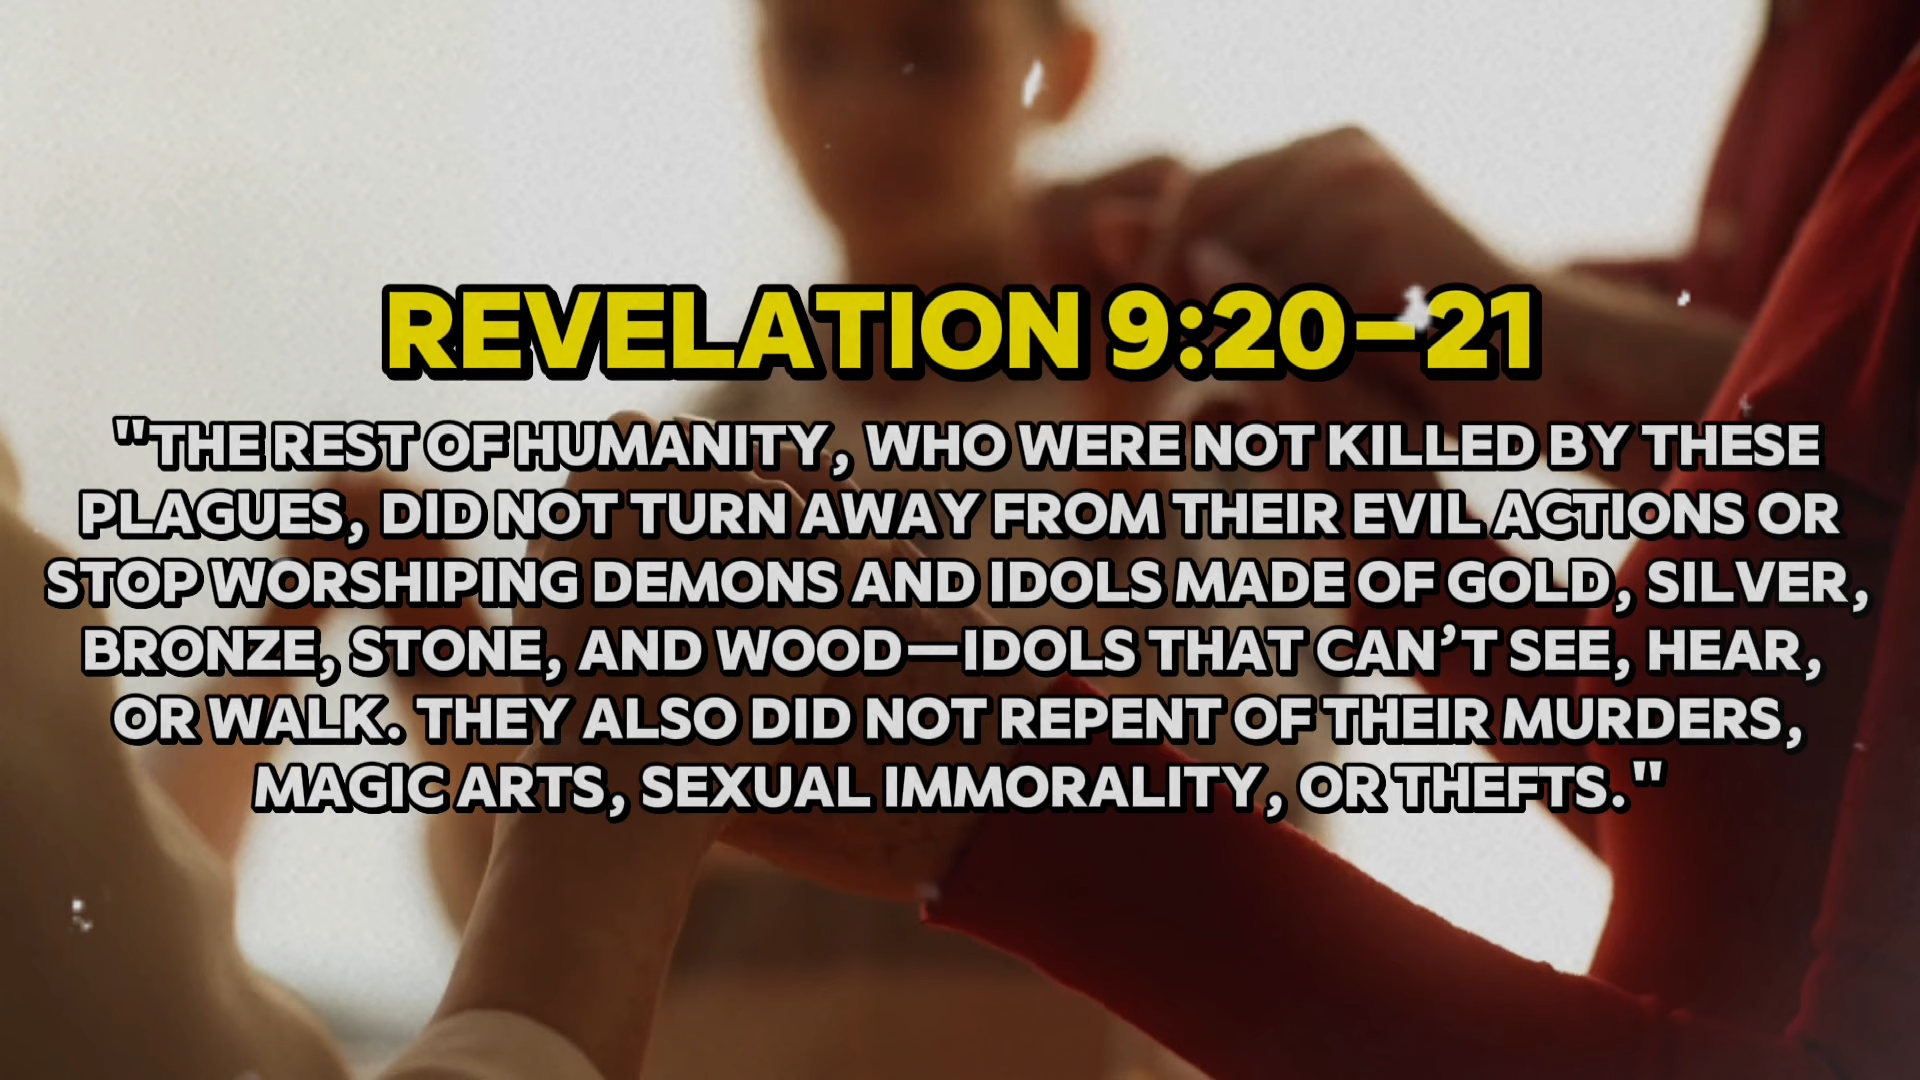 REVELATION 9:20–21
"THE REST OF HUMANITY, WHO WERE NOT KILLED BY THESE
PLAGUES, DID NOT TURN AWAY FROM THEIR EVIL ACTIONS OR
STOP WORSHIPING DEMONS AND IDOLS MADE OF GOLD, SILVER,
BRONZE, STONE, AND WOOD—IDOLS THAT CAN’T SEE, HEAR,
OR WALK. THEY ALSO DID NOT REPENT OF THEIR MURDERS,
MAGIC ARTS, SEXUAL IMMORALITY, OR THEFTS."